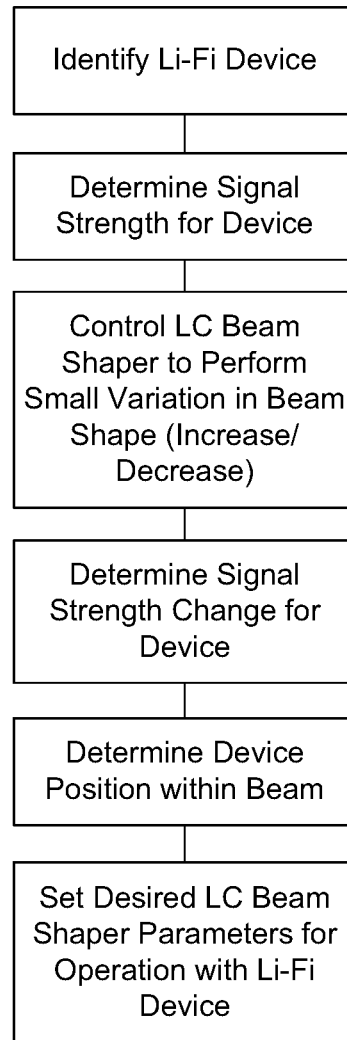 Identify Li-Fi Device
Determine Signal
Strength for Device
Control LC Beam
Shaper to Perform
Small Variation in Beam
Shape (Increase/
Decrease)
Determine Signal
Strength Change for
Device
Determine Device
Position within Beam
Set Desired LC Beam
Shaper Parameters for
Operation with Li-Fi
Device